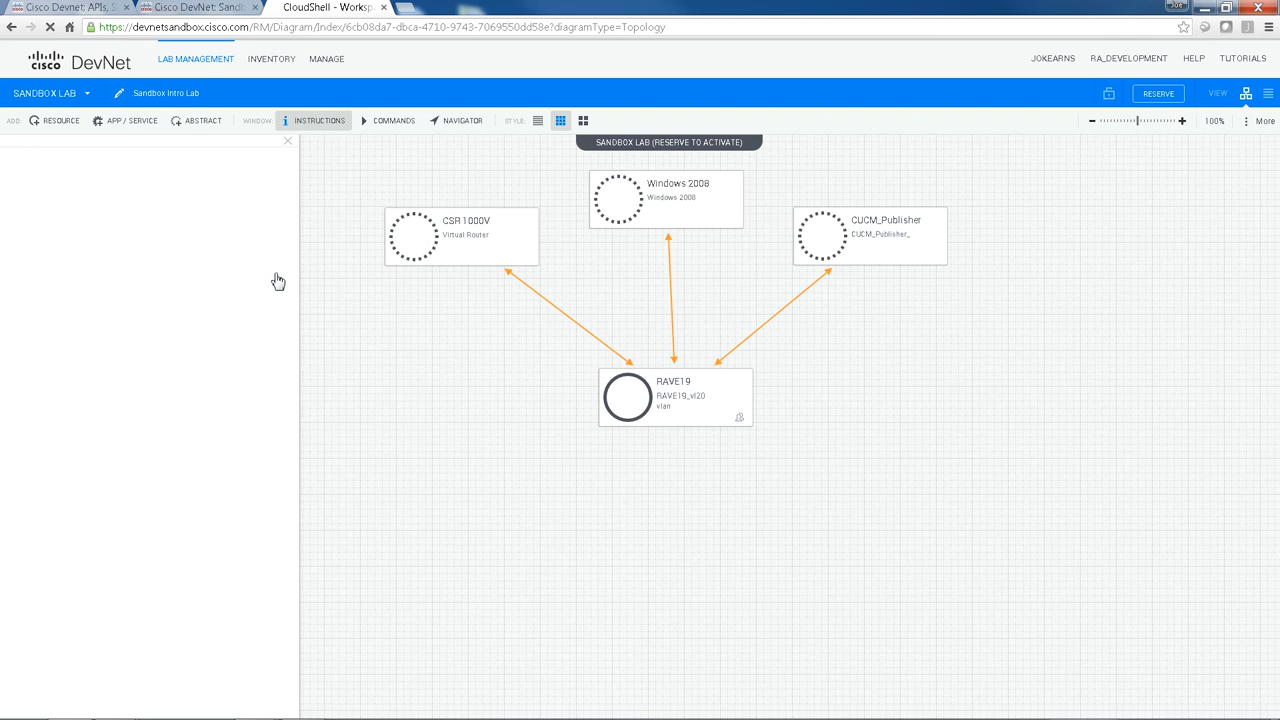 Cisco Devnet: APIs, S
Cisco DevNet: Sandb
CloudShell - Worksp
Joe
https://devnetsandbox.cisco.com/RM/Diagram/Index/6cb08da7-dbca-4710-9743-7069550dd58e?diagramType=Topology
CISCO DevNet LAB MANAGEMENT INVENTORY MANAGE JOKEARNS RA_DEVELOPMENT HELP TUTORIALS
SANDBOX LAB Sandbox Intro Lab RESERVE VIEW
ADD: RESOURCE APP / SERVICE ABSTRACT WINDOW: INSTRUCTIONS COMMANDS NAVIGATOR STYLE: 100% More
SANDBOX LAB (RESERVE TO ACTIVATE)
Windows 2008
Windows 2008
CSR 1000V
Virtual Router
CUCM_Publisher
CUCM_Publisher_
RAVE19
RAVE19_vl20
vlan